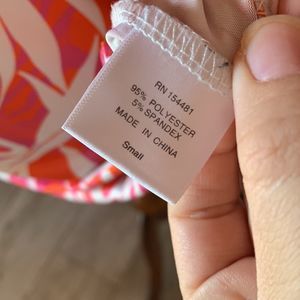 RN 154481
95% POLYESTER
5% SPANDEX
MADE IN CHINA
Small